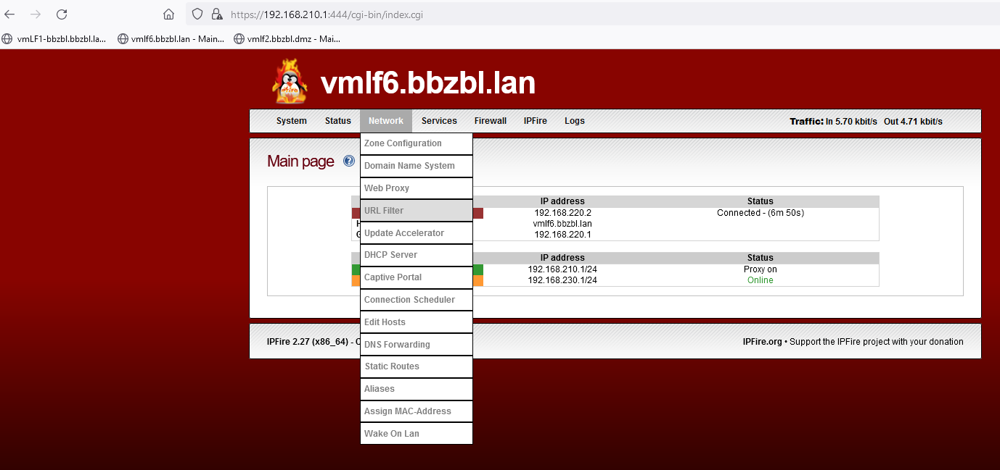 https://192.168.210.1:444/cgi-bin/index.cgi
vmLF1-bbzbl.bbzbl.la... vmlf6.bbzbl.lan - Main... vmlf2.bbzbl.dmz - Mai...
vmlf6.bbzbl.lan
System Status Network Services Firewall IPFire Logs Traffic: In 5.70 kbit/s Out 4.71 kbit/s
Main page
Zone Configuration
Domain Name System
Web Proxy
URL Filter
Update Accelerator
DHCP Server
Captive Portal
Connection Scheduler
Edit Hosts
DNS Forwarding
Static Routes
Aliases
Assign MAC-Address
Wake On Lan
IP address Status
192.168.220.2 Connected - (6m 50s)
vmlf6.bbzbl.lan
192.168.220.1
IP address Status
192.168.210.1/24 Proxy on
192.168.230.1/24 Online
IPFire 2.27 (x86_64) - IPFire.org • Support the IPFire project with your donation